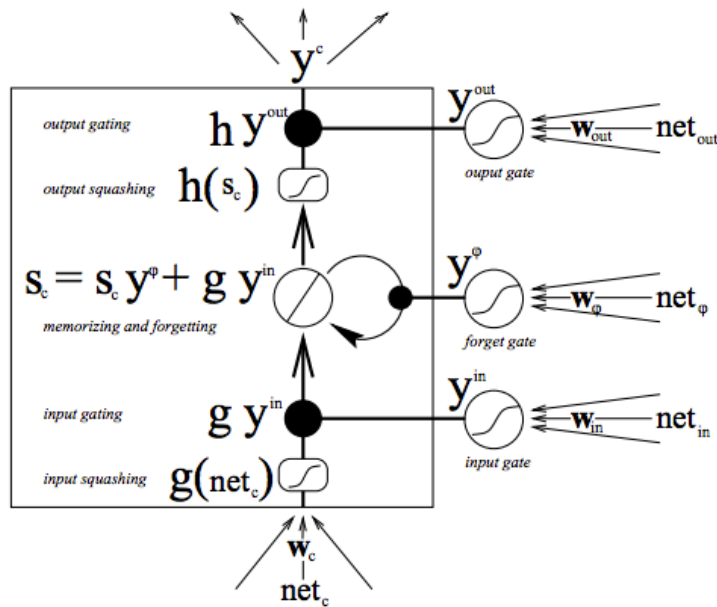 y^c
output gating
h y^out
y^out
w_out
net_out
ouput gate
output squashing
h(s_c)
s_c = s_c y^φ + g y^in
memorizing and forgetting
y^φ
w_φ
net_φ
forget gate
input gating
g y^in
y^in
w_in
net_in
input gate
input squashing
g(net_c)
w_c
net_c